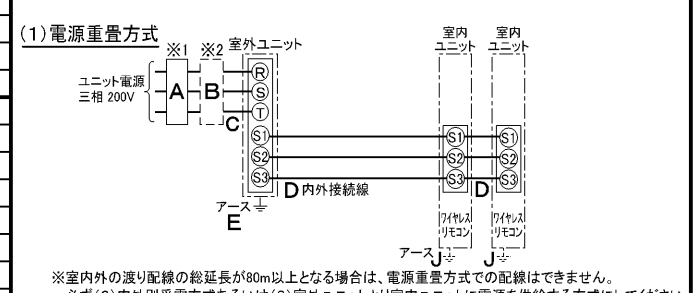 (1)電源重畳方式
※1 ※2 室外ユニット
室内
ユニット
室内
ユニット
ユニット電源
三相 200V
A B
C
R
S
T
S1
S2
S3
S1
S2
S3
S1
S2
S3
D 内外接続線
D
アース
E
ワイヤレス
リモコン
ワイヤレス
リモコン
アース J J
※室内外の渡り配線の総延長が80m以上となる場合は、電源重畳方式での配線はできません。